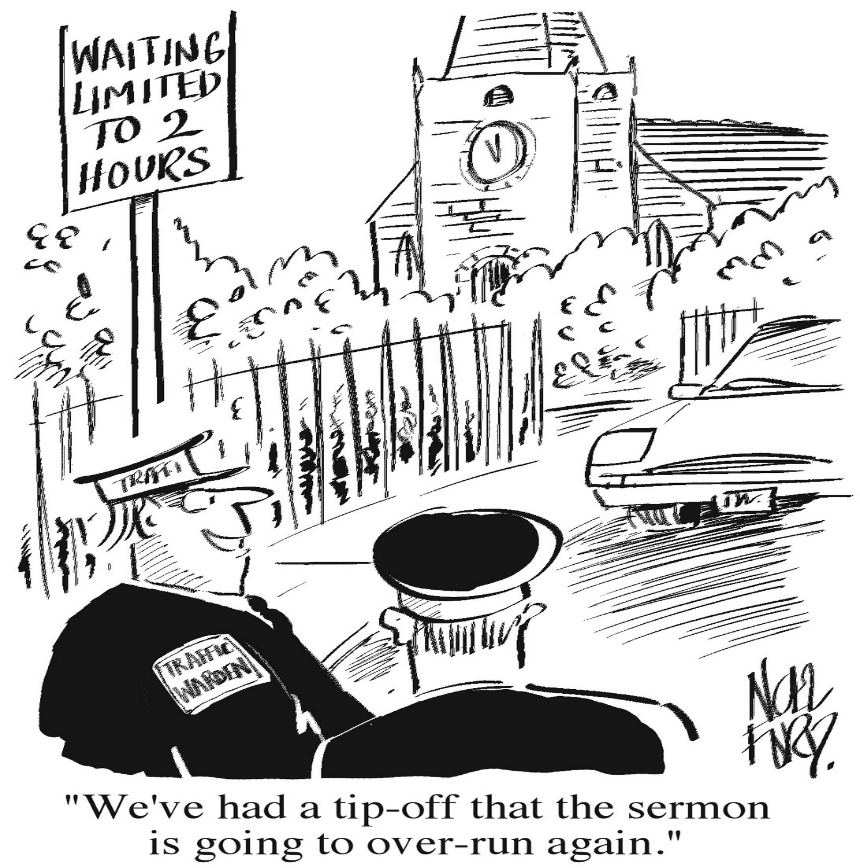 WAITING
LIMITED
TO 2
HOURS
TRAFFI
TRAFFIC
WARDEN
"We've had a tip-off that the sermon
is going to over-run again."